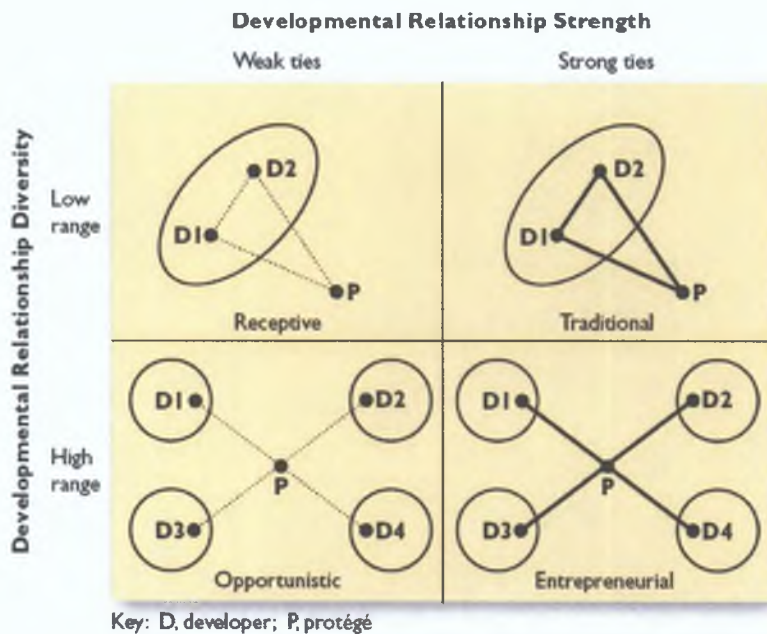 Developmental Relationship Strength
Weak ties
Strong ties
Developmental Relationship Diversity
Low
range
D2
D1
P
Receptive
D2
D1
P
Traditional
High
range
D1
D2
P
D3
D4
Opportunistic
D1
D2
P
D3
D4
Entrepreneurial
Key: D, developer; P, protégé